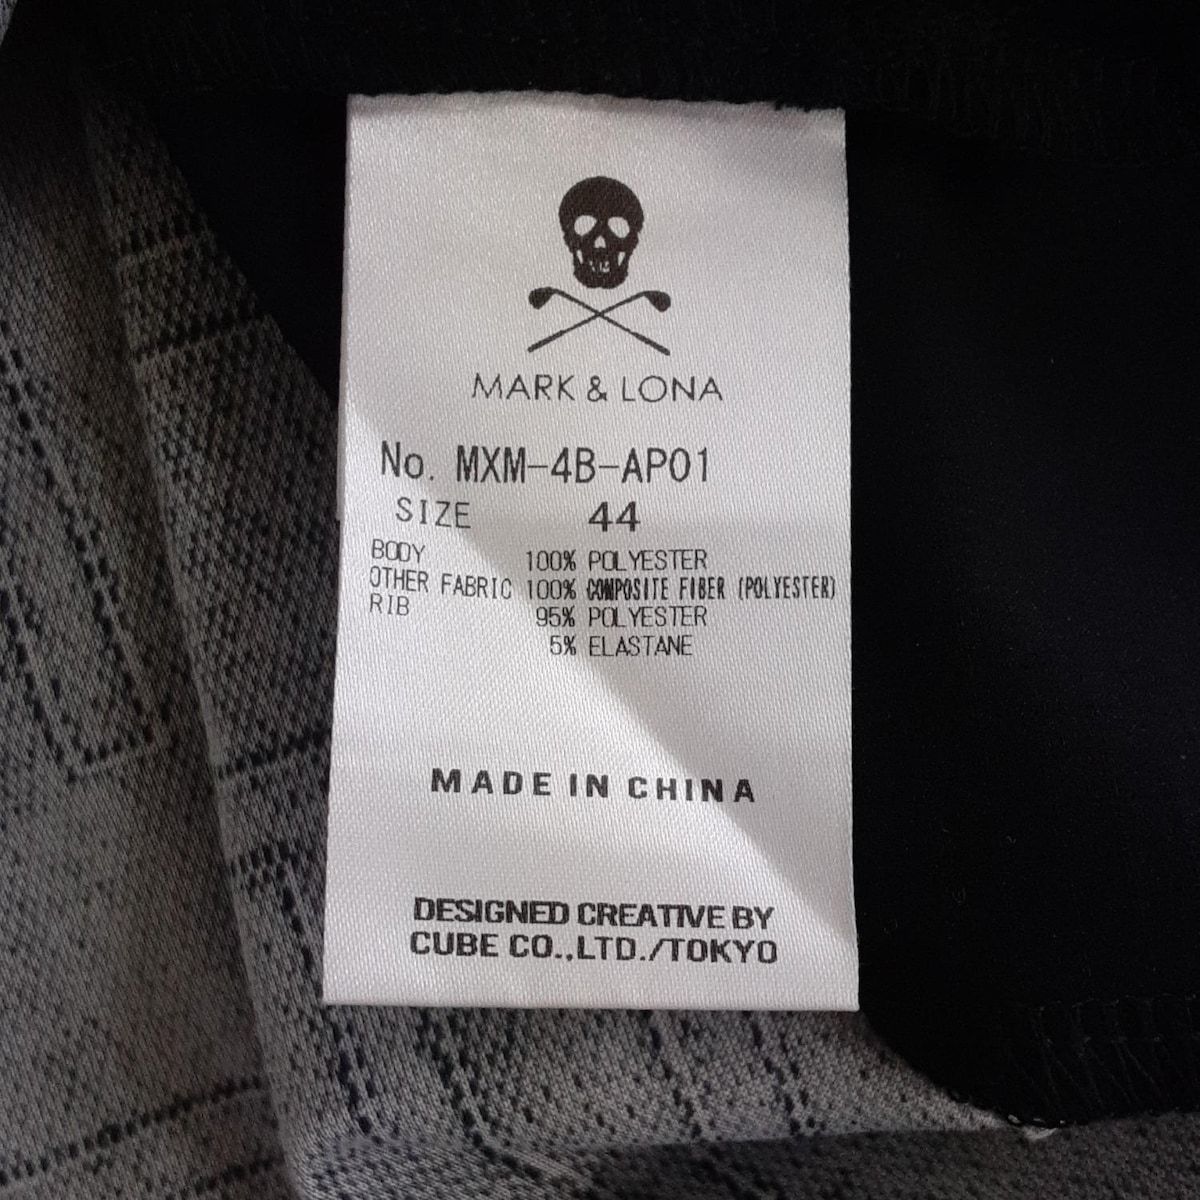 MARK & LONA
No. MXM-4B-AP01
SIZE 44
BODY 100% POLYESTER
OTHER FABRIC 100% COMPOSITE FIBER (POLYESTER)
RIB 95% POLYESTER
5% ELASTANE
MADE IN CHINA
DESIGNED CREATIVE BY
CUBE CO.,LTD./TOKYO